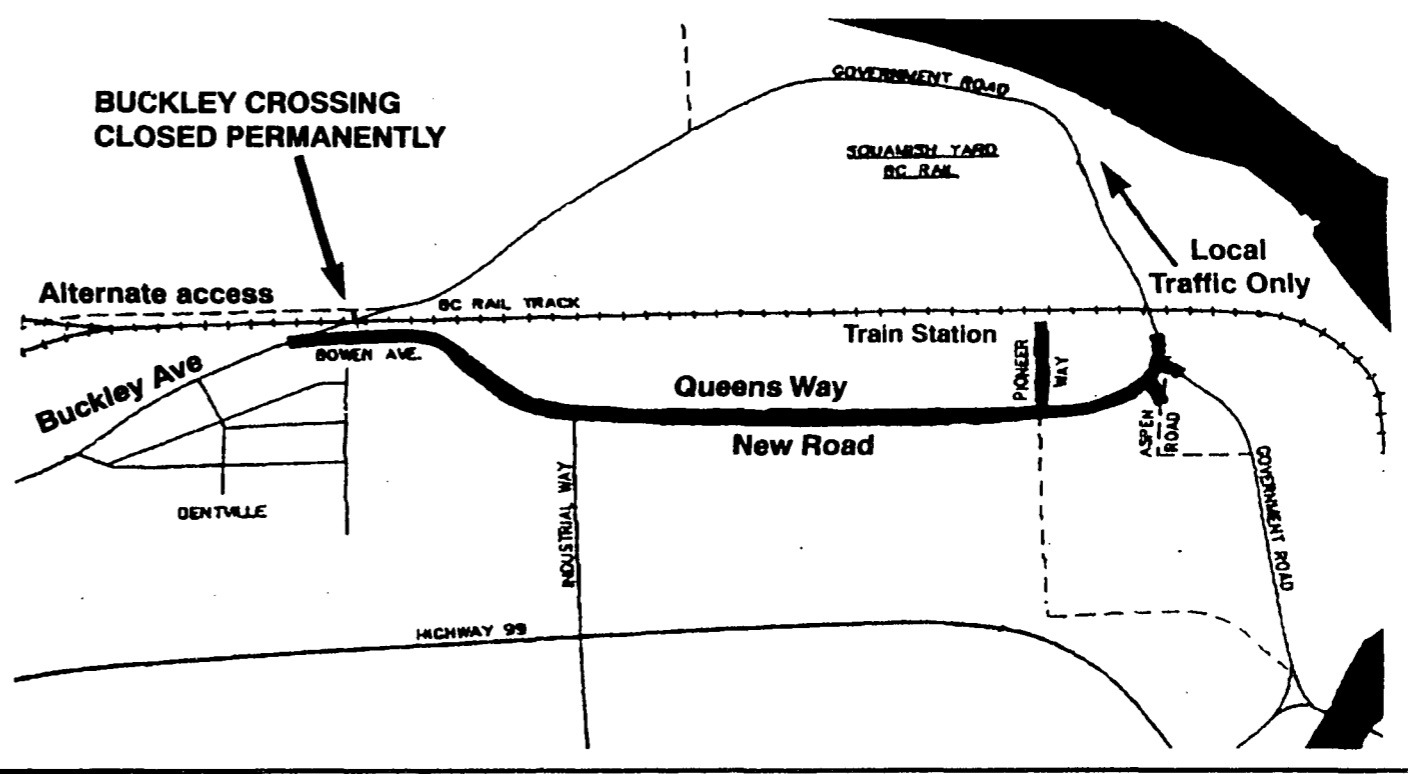 GOVERNMENT ROAD
BUCKLEY CROSSING
CLOSED PERMANENTLY
SQUAMISH YARD
BC RAIL
Local
Traffic Only
Alternate access
BC RAIL TRACK
Train Station
PIONEER
WAY
BOWEN AVE.
Buckley Ave
Queens Way
New Road
ASPEN
ROAD
GOVERNMENT ROAD
DENTVILLE
INDUSTRIAL WAY
HIGHWAY 99